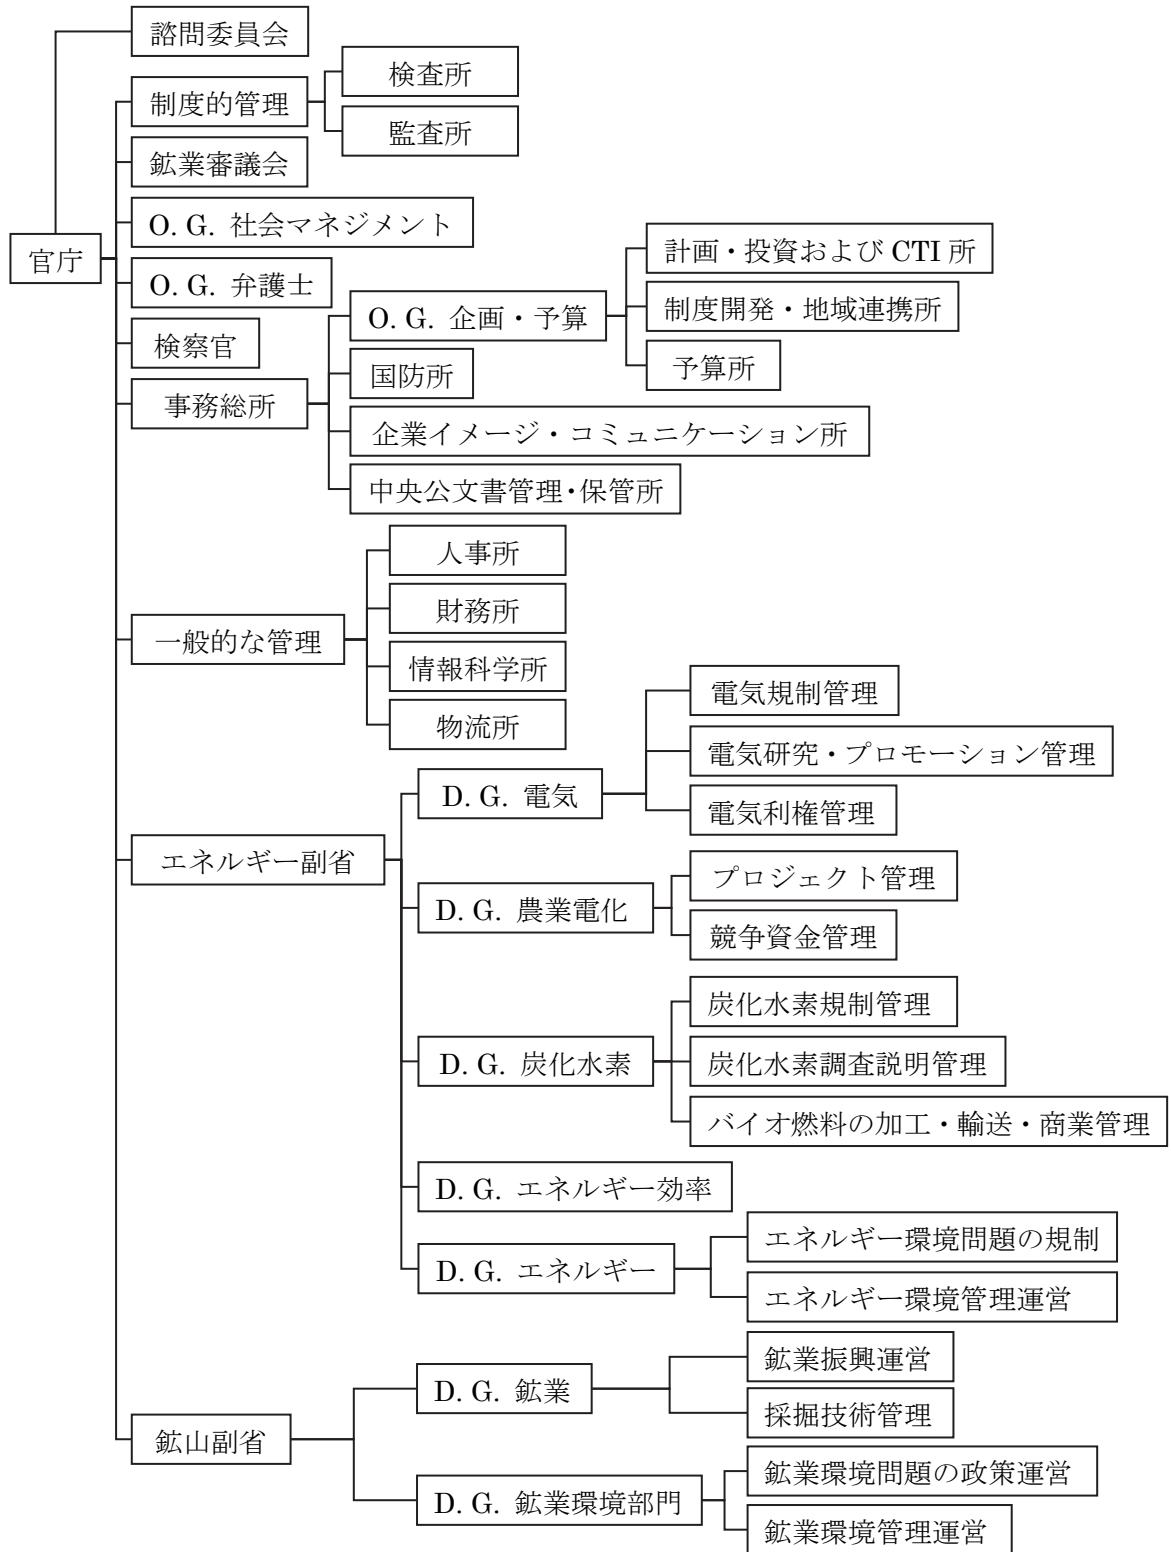 諮問委員会
制度的管理
検査所
監査所
鉱業審議会
O. G. 社会マネジメント
官庁
O. G. 弁護士
検察官
事務総所
O. G. 企画・予算
計画・投資および CTI 所
制度開発・地域連携所
予算所
国防所
企業イメージ・コミュニケーション所
中央公文書管理・保管所
一般的な管理
人事所
財務所
情報科学所
物流所
エネルギー副省
D. G. 電気
電気規制管理
電気研究・プロモーション管理
電気利権管理
D. G. 農業電化
プロジェクト管理
競争資金管理
D. G. 炭化水素
炭化水素規制管理
炭化水素調査説明管理
バイオ燃料の加工・輸送・商業管理
D. G. エネルギー効率
D. G. エネルギー
エネルギー環境問題の規制
エネルギー環境管理運営
鉱山副省
D. G. 鉱業
鉱業振興運営
採掘技術管理
D. G. 鉱業環境部門
鉱業環境問題の政策運営
鉱業環境管理運営